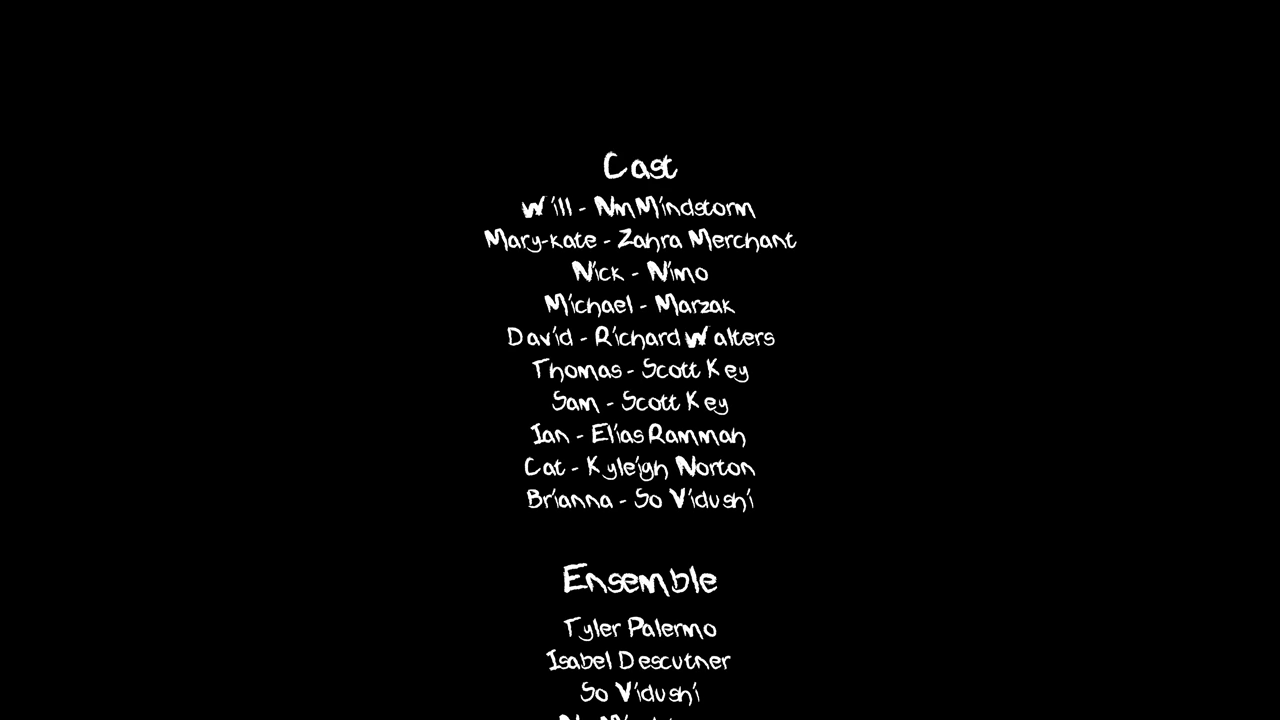 Cast
Will - NmMindstorm
Mary-kate - Zahra Merchant
Nick - Nimo
Michael - Marzak
David - Richard Walters
Thomas - Scott Key
Sam - Scott Key
Ian - Elias Rammah
Cat - Kyleigh Norton
Brianna - So Vidushi
Ensemble
Tyler Palermo
Isabel Descutner
So Vidushi